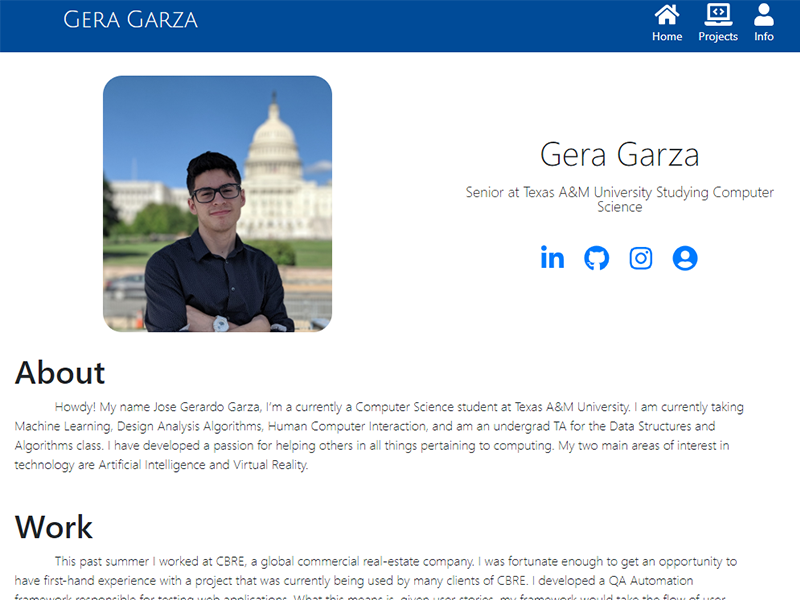 Gera Garza
Home
Projects
Info
Gera Garza
Senior at Texas A&M University Studying Computer
Science
About
Howdy! My name Jose Gerardo Garza, I'm a currently a Computer Science student at Texas A&M University. I am currently taking
Machine Learning, Design Analysis Algorithms, Human Computer Interaction, and am an undergrad TA for the Data Structures and
Algorithms class. I have developed a passion for helping others in all things pertaining to computing. My two main areas of interest in
technology are Artificial Intelligence and Virtual Reality.
Work
This past summer I worked at CBRE, a global commercial real-estate company. I was fortunate enough to get an opportunity to
have first-hand experience with a project that was currently being used by many clients of CBRE. I developed a QA Automation
framework responsible for testing web applications. What this means is, given user stories, my framework would take the flow of user